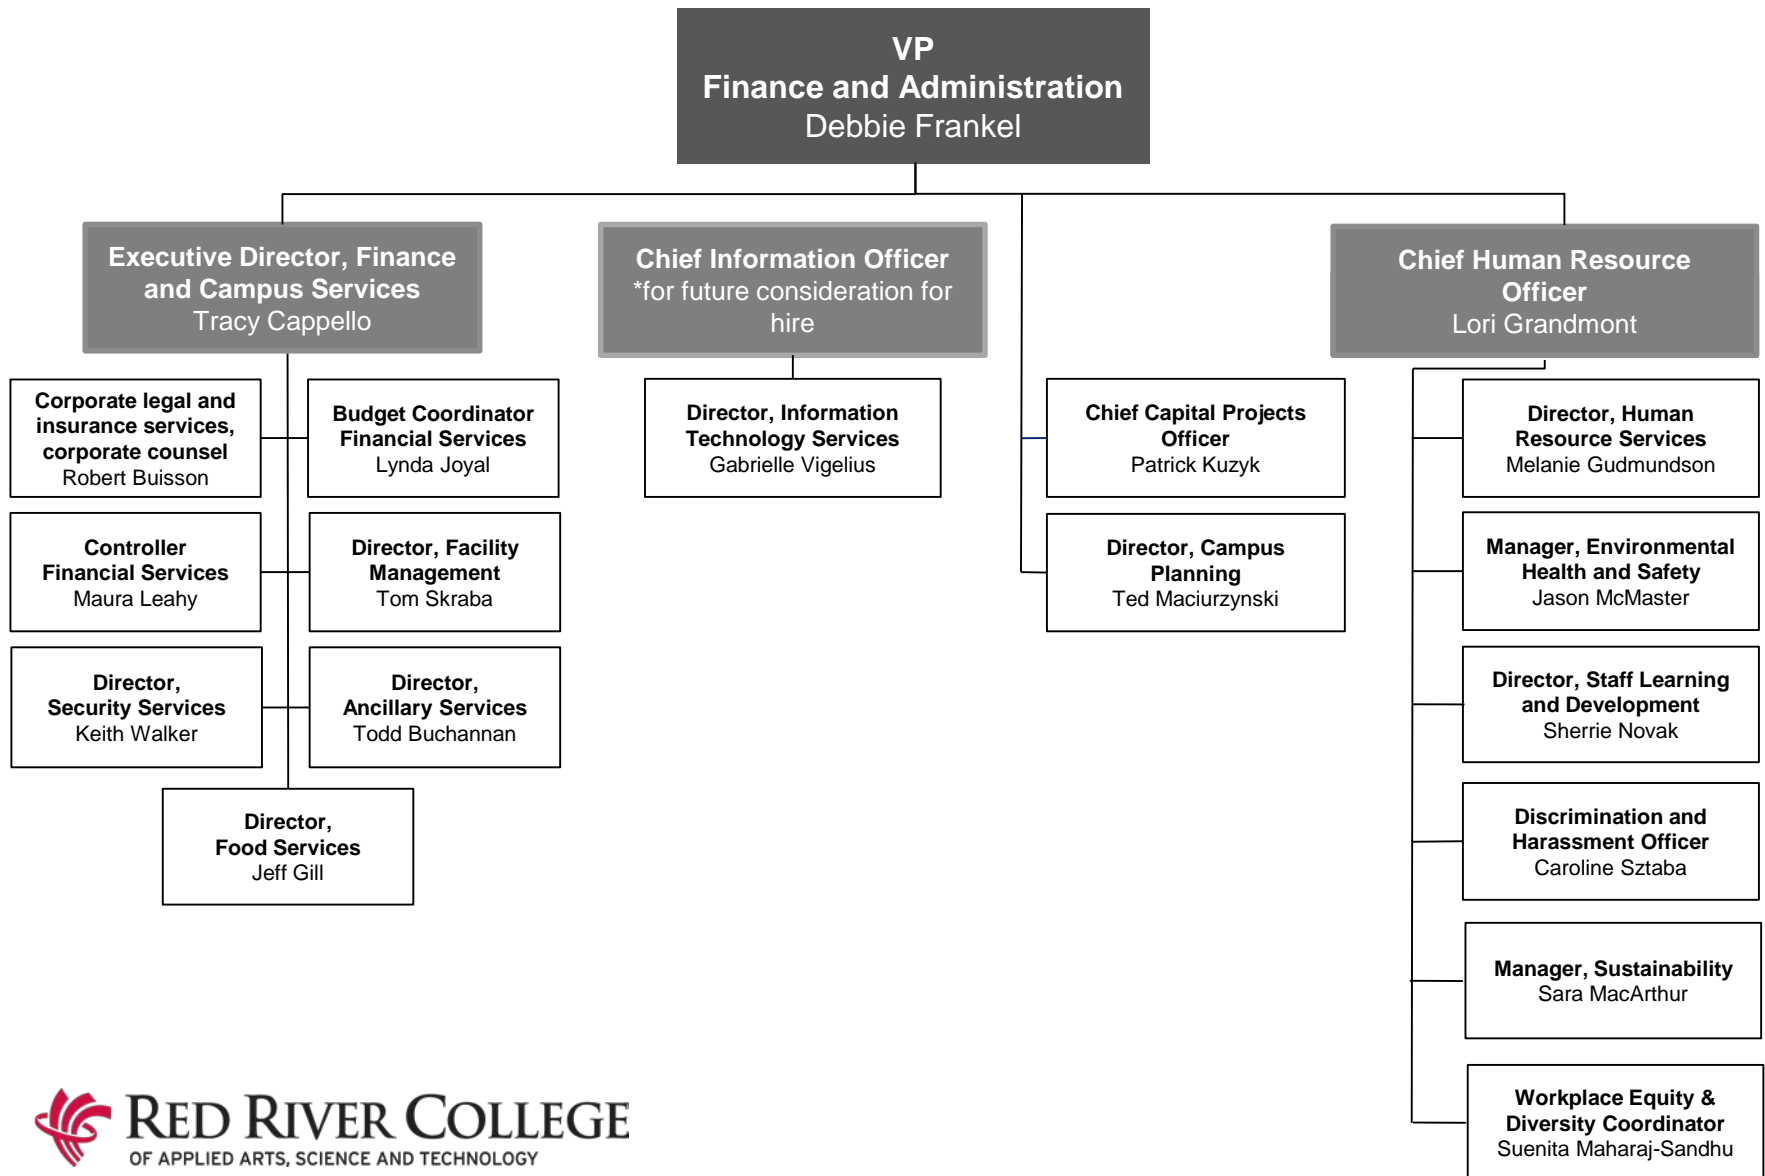 VP
Finance and Administration
Debbie Frankel
Executive Director, Finance
and Campus Services
Tracy Cappello
Chief Information Officer
*for future consideration for
hire
Chief Human Resource
Officer
Lori Grandmont
Corporate legal and
insurance services,
corporate counsel
Robert Buisson
Budget Coordinator
Financial Services
Lynda Joyal
Director, Information
Technology Services
Gabrielle Vigelius
Chief Capital Projects
Officer
Patrick Kuzyk
Director, Human
Resource Services
Melanie Gudmundson
Controller
Financial Services
Maura Leahy
Director, Facility
Management
Tom Skraba
Director, Campus
Planning
Ted Maciurzynski
Manager, Environmental
Health and Safety
Jason McMaster
Director,
Security Services
Keith Walker
Director,
Ancillary Services
Todd Buchannan
Director, Staff Learning
and Development
Sherrie Novak
Director,
Food Services
Jeff Gill
Discrimination and
Harassment Officer
Caroline Sztaba
Manager, Sustainability
Sara MacArthur
Workplace Equity &
Diversity Coordinator
Suenita Maharaj-Sandhu
RED RIVER COLLEGE
OF APPLIED ARTS, SCIENCE AND TECHNOLOGY